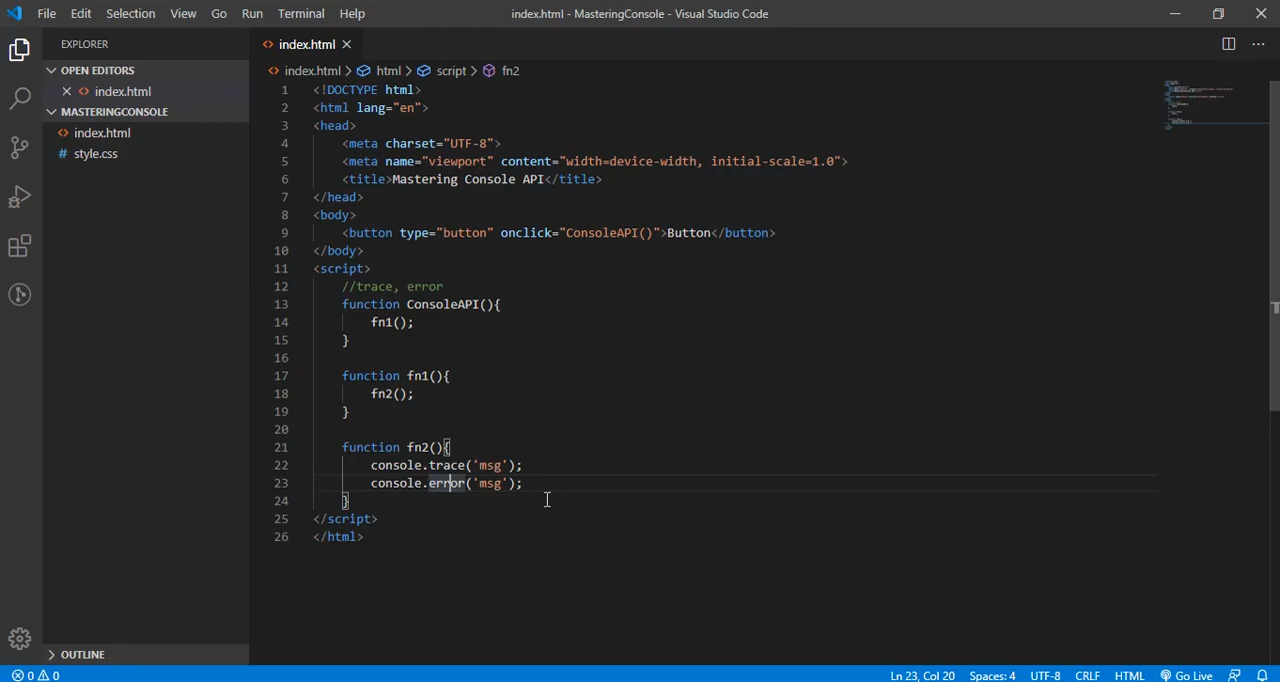 File Edit Selection View Go Run Terminal Help
index.html - MasteringConsole - Visual Studio Code
EXPLORER
OPEN EDITORS
index.html
MASTERINGCONSOLE
index.html
# style.css
OUTLINE
index.html
index.html > html > script > fn2
1 <!DOCTYPE html>
2 <html lang="en">
3 <head>
4 <meta charset="UTF-8">
5 <meta name="viewport" content="width=device-width, initial-scale=1.0">
6 <title>Mastering Console API</title>
7 </head>
8 <body>
9 <button type="button" onclick="ConsoleAPI()">Button</button>
10 </body>
11 <script>
12 //trace, error
13 function ConsoleAPI(){
14 fn1();
15 }
16
17 function fn1(){
18 fn2();
19 }
20
21 function fn2(){
22 console.trace('msg');
23 console.error('msg');
24 }
25 </script>
26 </html>
0 0
Ln 23, Col 20 Spaces: 4 UTF-8 CRLF HTML Go Live